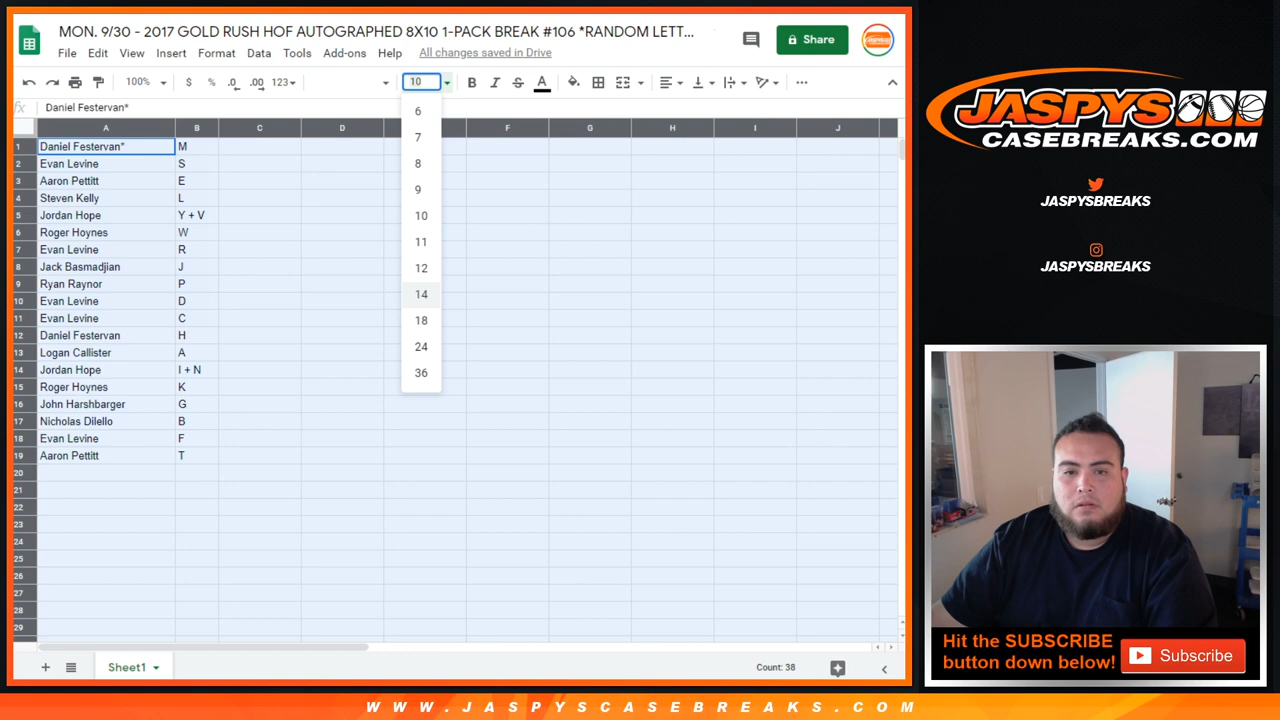 MON. 9/30 - 2017 GOLD RUSH HOF AUTOGRAPHED 8X10 1-PACK BREAK #106 *RANDOM LETT...
Share
File Edit View Insert Format Data Tools Add-ons Help All changes saved in Drive
100% $ % .0 .00 123 10 B I S A
fx Daniel Festervan*
A B C D F G H I J
1 Daniel Festervan* M
2 Evan Levine S
3 Aaron Pettitt E
4 Steven Kelly L
5 Jordan Hope Y + V
6 Roger Hoynes W
7 Evan Levine R
8 Jack Basmadjian J
9 Ryan Raynor P
10 Evan Levine D
11 Evan Levine C
12 Daniel Festervan H
13 Logan Callister A
14 Jordan Hope I + N
15 Roger Hoynes K
16 John Harshbarger G
17 Nicholas Dilello B
18 Evan Levine F
19 Aaron Pettitt T
20
21
22
23
24
25
26
27
28
29
6
7
8
9
10
11
12
14
18
24
36
Sheet1
Count: 38
JASPYS
CASEBREAKS.COM
JASPYSBREAKS
JASPYSBREAKS
Hit the SUBSCRIBE
button down below!
Subscribe
WWW.JASPYSCASEBREAKS.COM